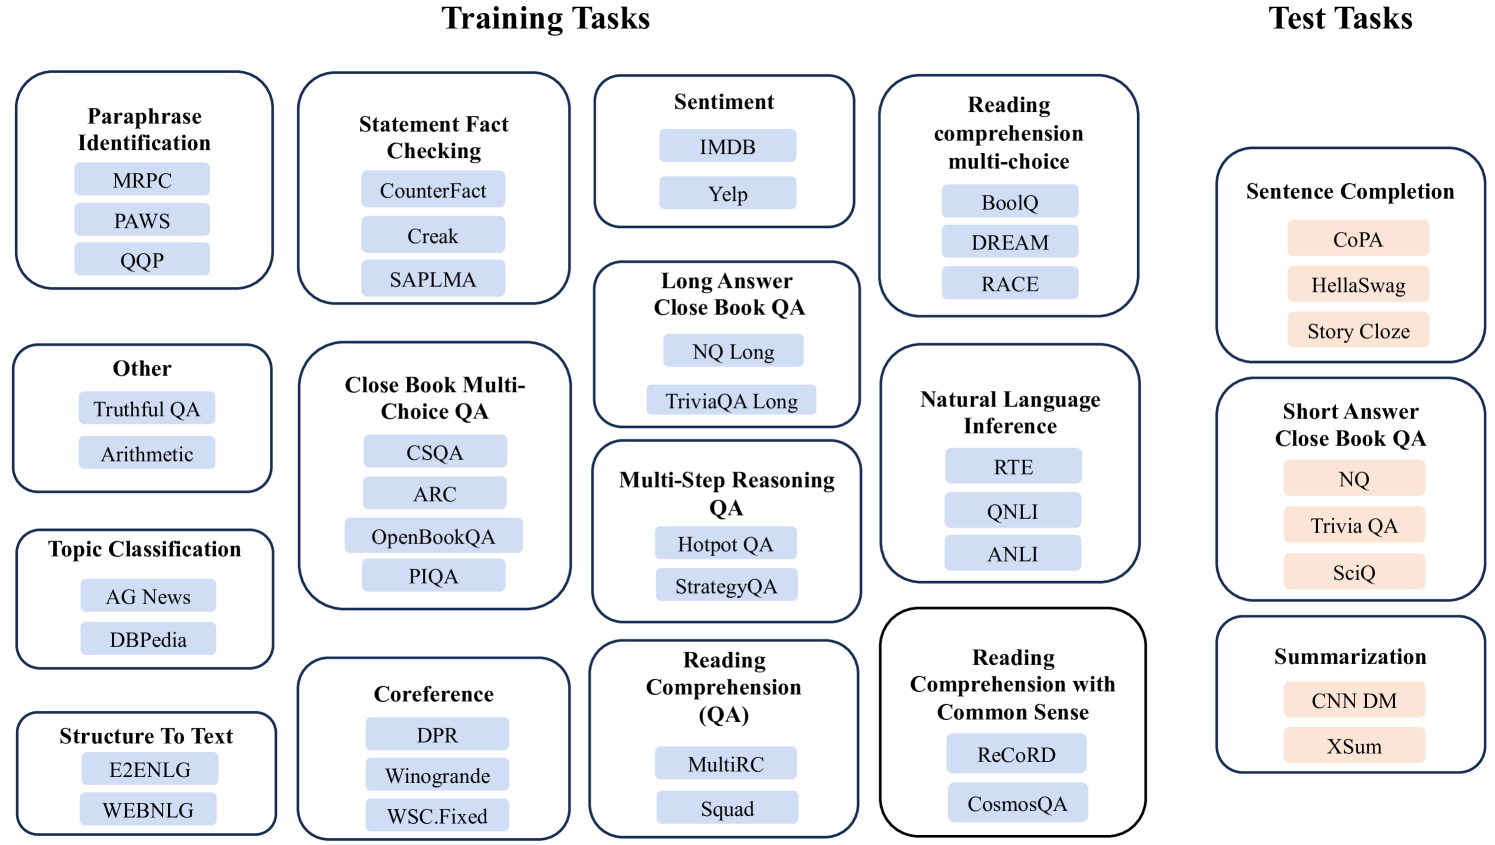 Training Tasks
Test Tasks
Paraphrase
Identification
MRPC
PAWS
QQP
Other
Truthful QA
Arithmetic
Topic Classification
AG News
DBPedia
Structure To Text
E2ENLG
WEBNLG
Statement Fact
Checking
CounterFact
Creak
SAPLMA
Close Book Multi-
Choice QA
CSQA
ARC
OpenBookQA
PIQA
Coreference
DPR
Winogrande
WSC.Fixed
Sentiment
IMDB
Yelp
Long Answer
Close Book QA
NQ Long
TriviaQA Long
Multi-Step Reasoning
QA
Hotpot QA
StrategyQA
Reading
Comprehension
(QA)
MultiRC
Squad
Reading
comprehension
multi-choice
BoolQ
DREAM
RACE
Natural Language
Inference
RTE
QNLI
ANLI
Reading
Comprehension with
Common Sense
ReCoRD
CosmosQA
Sentence Completion
CoPA
HellaSwag
Story Cloze
Short Answer
Close Book QA
NQ
Trivia QA
SciQ
Summarization
CNN DM
XSum